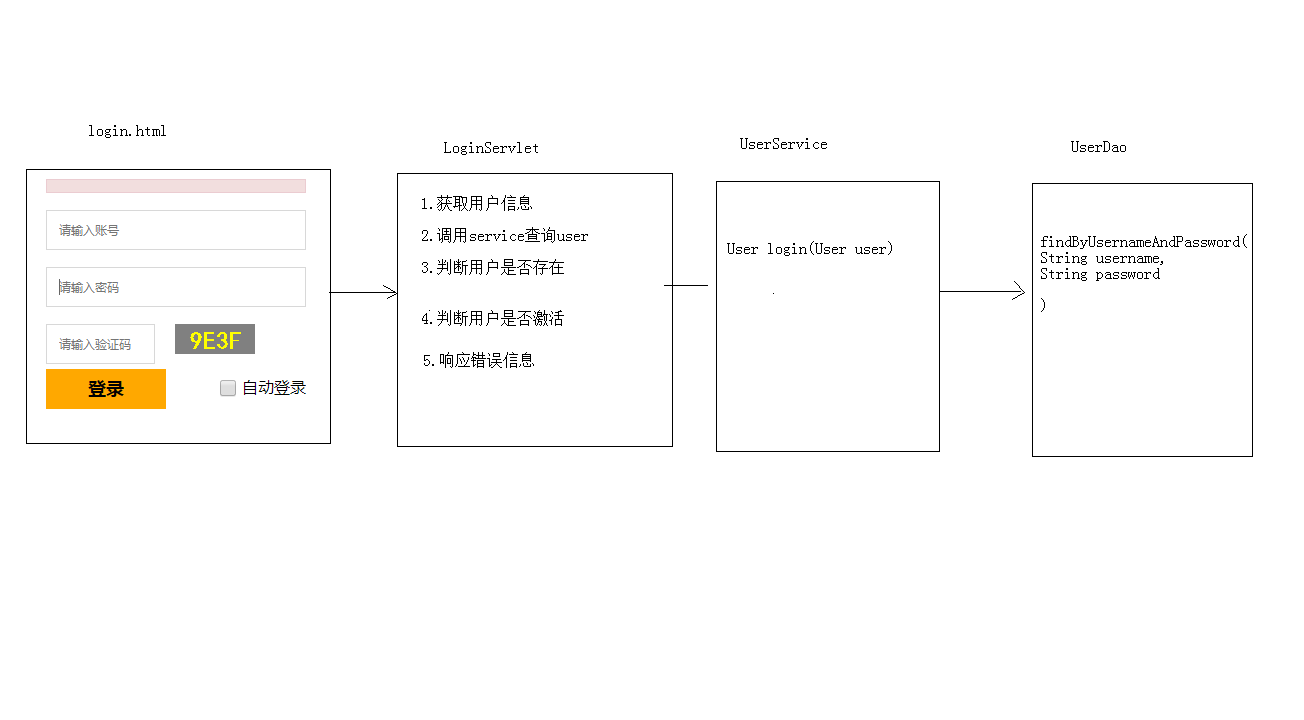 login.html
请输入账号
请输入密码
请输入验证码
9E3F
登录
自动登录
LoginServlet
1.获取用户信息
2.调用service查询user
3.判断用户是否存在
4.判断用户是否激活
5.响应错误信息
UserService
User login(User user)
UserDao
findByUsernameAndPassword(
String username,
String password
)